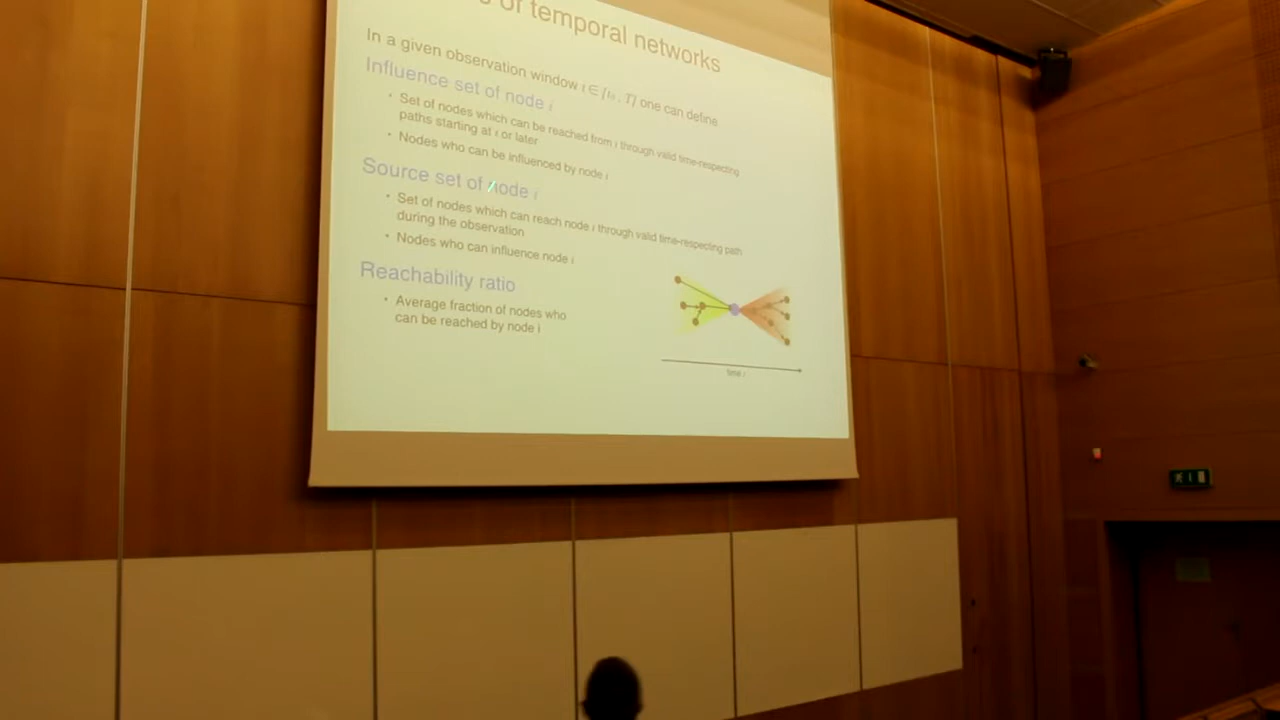 of temporal networks
In a given observation window t ∈ [t₀, T] one can define
Influence set of node i
• Set of nodes which can be reached from i through valid time-respecting
paths starting at t or later
• Nodes who can be influenced by node i
Source set of node i
• Set of nodes which can reach node i through valid time-respecting path
during the observation
• Nodes who can influence node i
Reachability ratio
• Average fraction of nodes who
can be reached by node i
time t